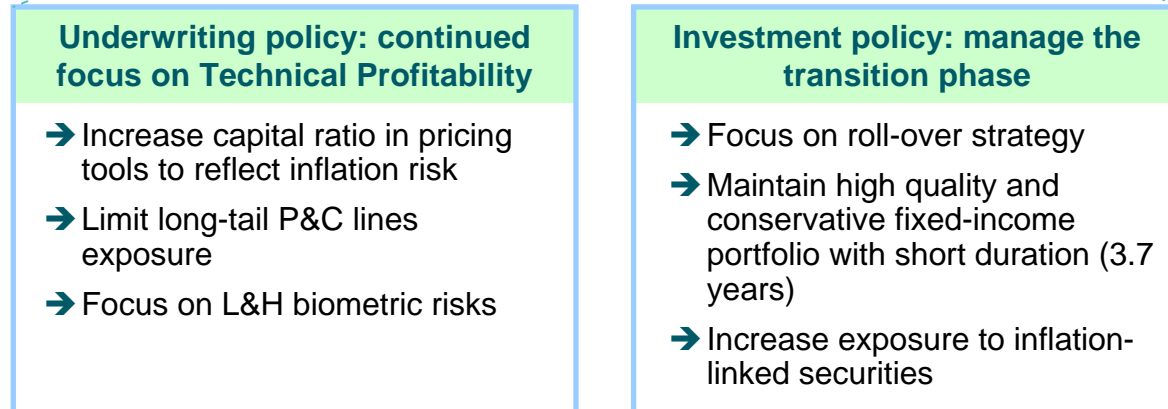 Underwriting policy: continued
focus on Technical Profitability
➔ Increase capital ratio in pricing
tools to reflect inflation risk
➔ Limit long-tail P&C lines
exposure
➔ Focus on L&H biometric risks
Investment policy: manage the
transition phase
➔ Focus on roll-over strategy
➔ Maintain high quality and
conservative fixed-income
portfolio with short duration (3.7
years)
➔ Increase exposure to inflation-
linked securities